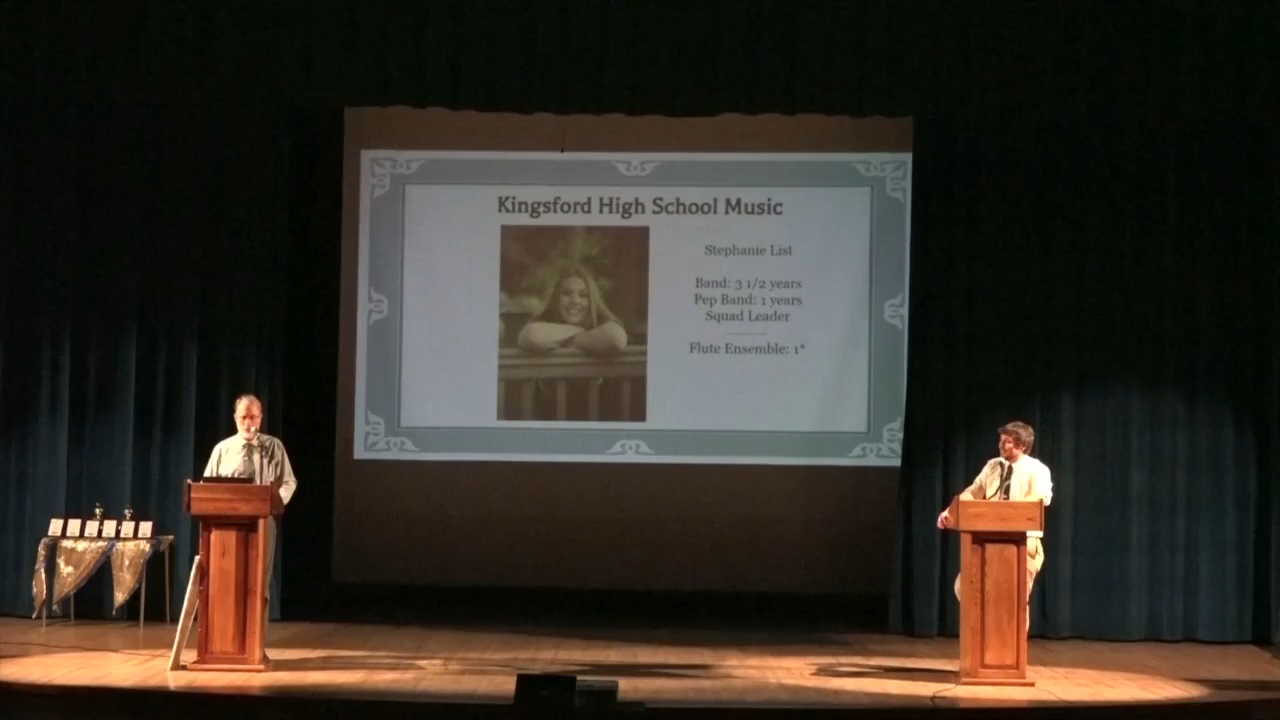 Kingsford High School Music
Stephanie List
Band: 3 1/2 years
Pep Band: 1 years
Squad Leader
Flute Ensemble: 1*